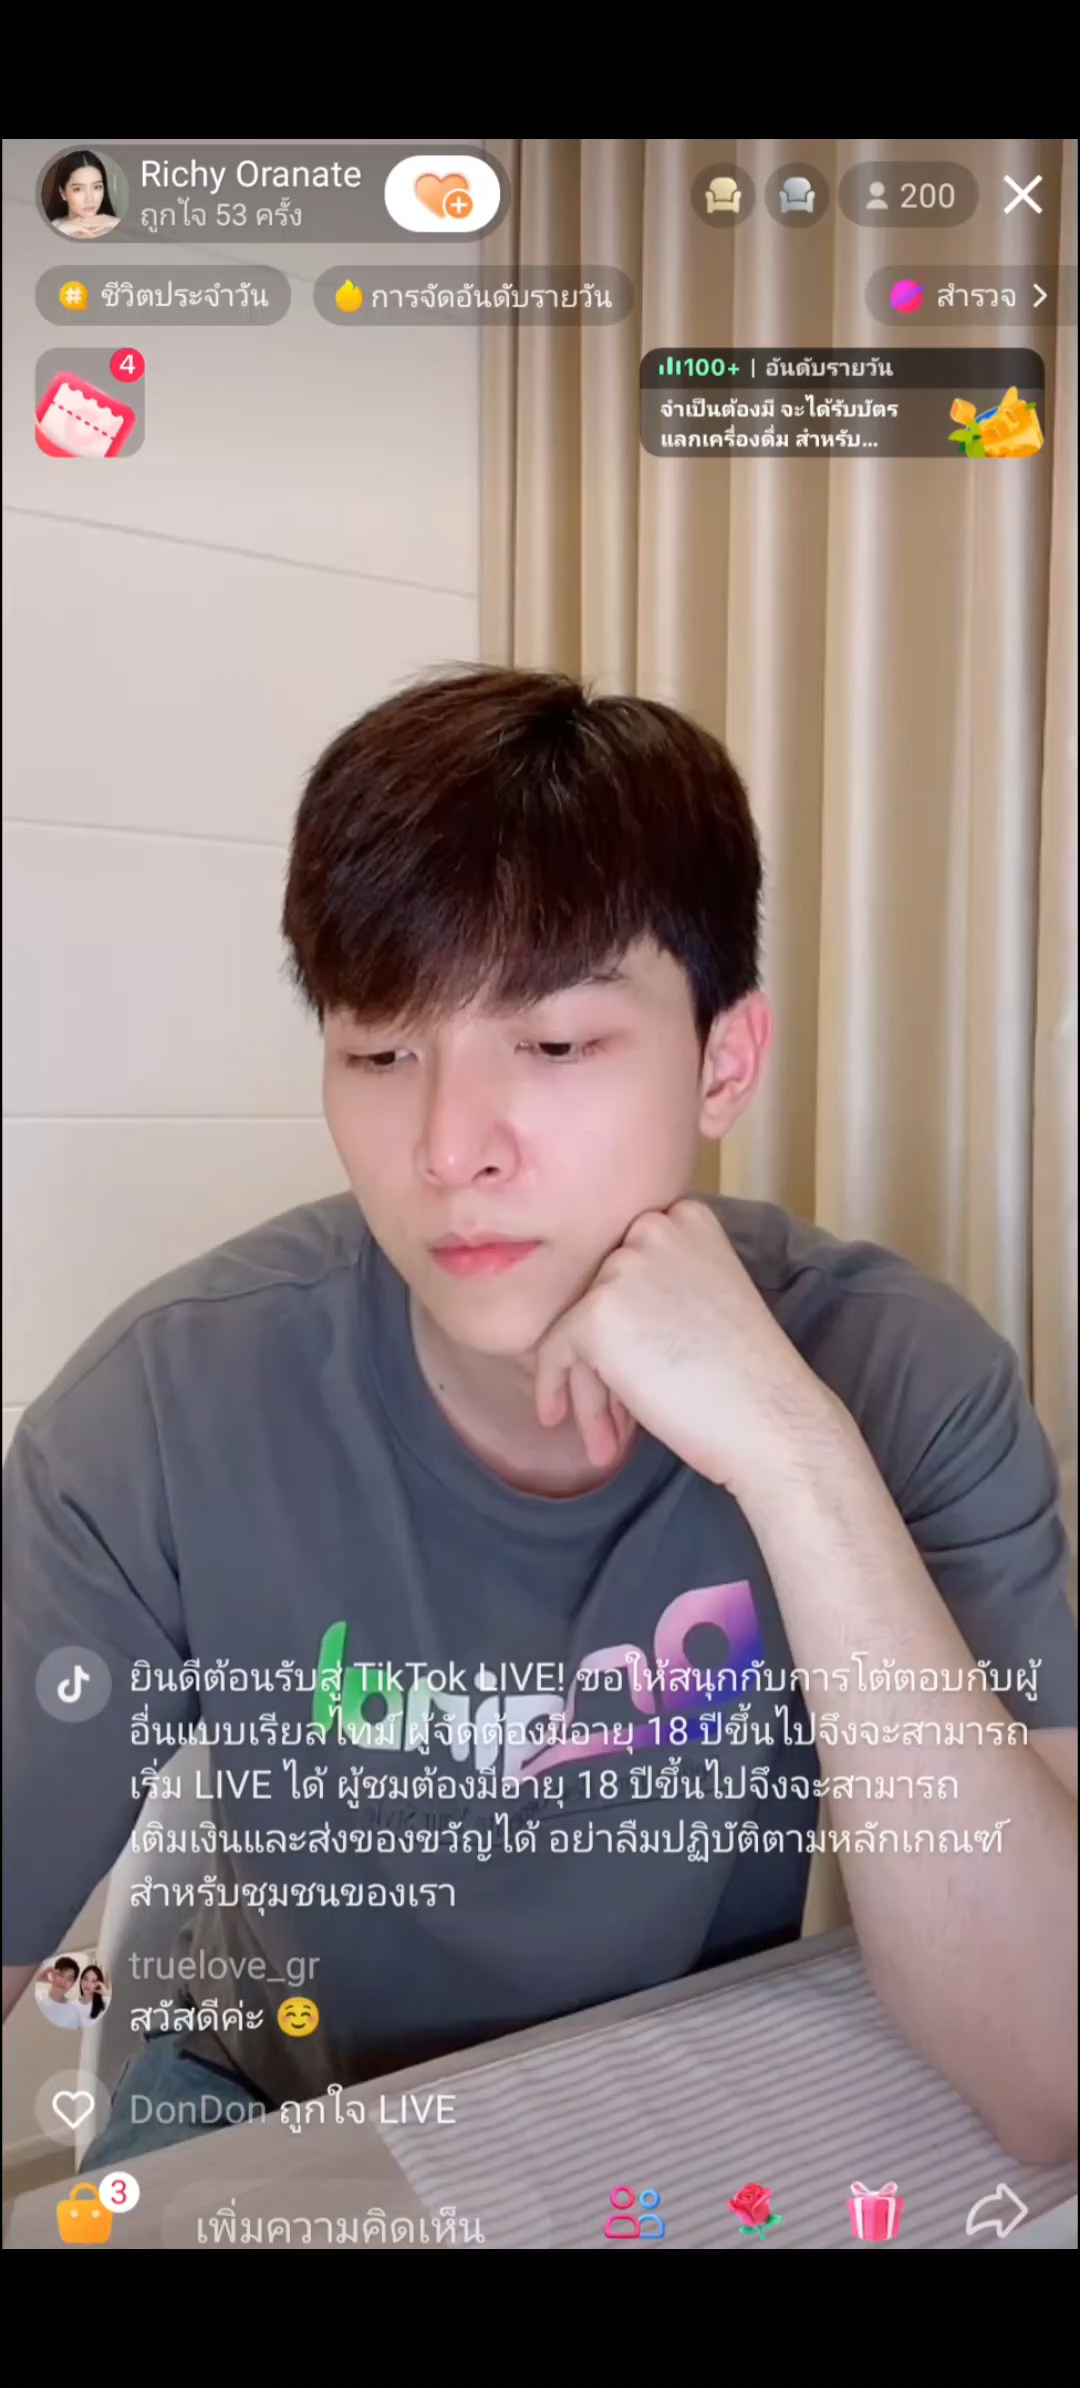 Richy Oranate
ถูกใจ 53 ครั้ง
200
ชีวิตประจำวัน
การจัดอันดับรายวัน
สำรวจ
4
100+ | อันดับรายวัน
จำเป็นต้องมี จะได้รับบัตร
แลกเครื่องดื่ม สำหรับ...
ยินดีต้อนรับสู่ TikTok LIVE! ขอให้สนุกกับการโต้ตอบกับผู้
อื่นแบบเรียลไทม์ ผู้จัดต้องมีอายุ 18 ปีขึ้นไปจึงจะสามารถ
เริ่ม LIVE ได้ ผู้ชมต้องมีอายุ 18 ปีขึ้นไปจึงจะสามารถ
เติมเงินและส่งของขวัญได้ อย่าลืมปฏิบัติตามหลักเกณฑ์
สำหรับชุมชนของเรา
truelove_gr
สวัสดีค่ะ ☺️
DonDon ถูกใจ LIVE
3
เพิ่มความคิดเห็น